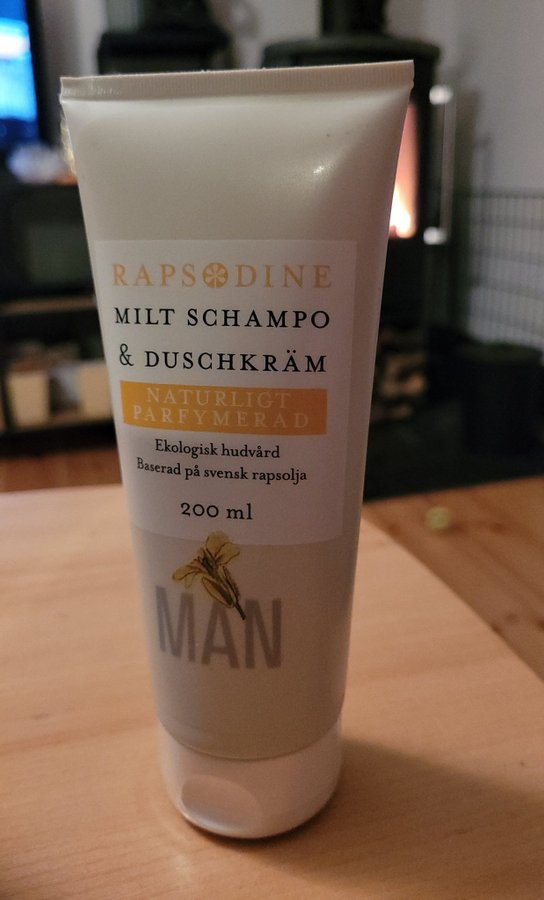 RAPSODINE
MILT SCHAMPO
& DUSCHKRÄM
NATURLIGT
PARFYMERAD
Ekologisk hudvård
Baserad på svensk rapsolja
200 ml
MAN